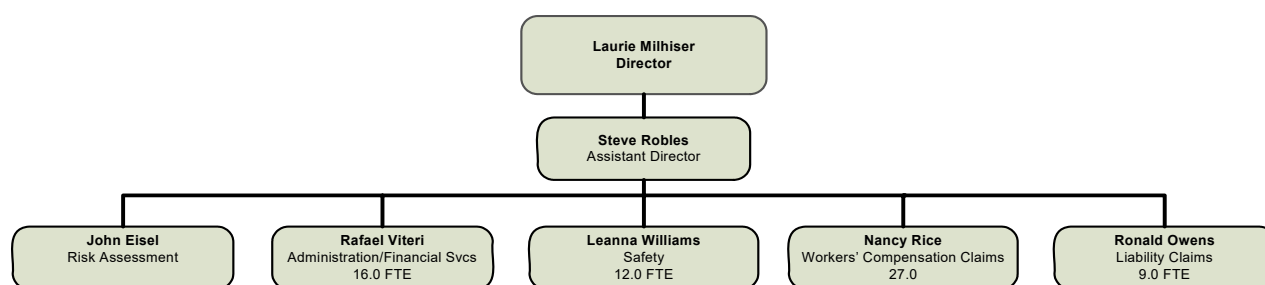 Laurie Milhiser
Director
Steve Robles
Assistant Director
John Eisel
Risk Assessment
Rafael Viteri
Administration/Financial Svcs
16.0 FTE
Leanna Williams
Safety
12.0 FTE
Nancy Rice
Workers' Compensation Claims
27.0
Ronald Owens
Liability Claims
9.0 FTE